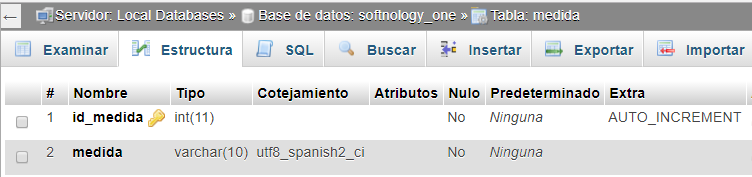 ← Servidor: Local Databases » Base de datos: softnology_one » Tabla: medida
Examinar Estructura SQL Buscar Insertar Exportar Importar
# Nombre Tipo Cotejamiento Atributos Nulo Predeterminado Extra
1 id_medida int(11) No Ninguna AUTO_INCREMENT
2 medida varchar(10) utf8_spanish2_ci No Ninguna